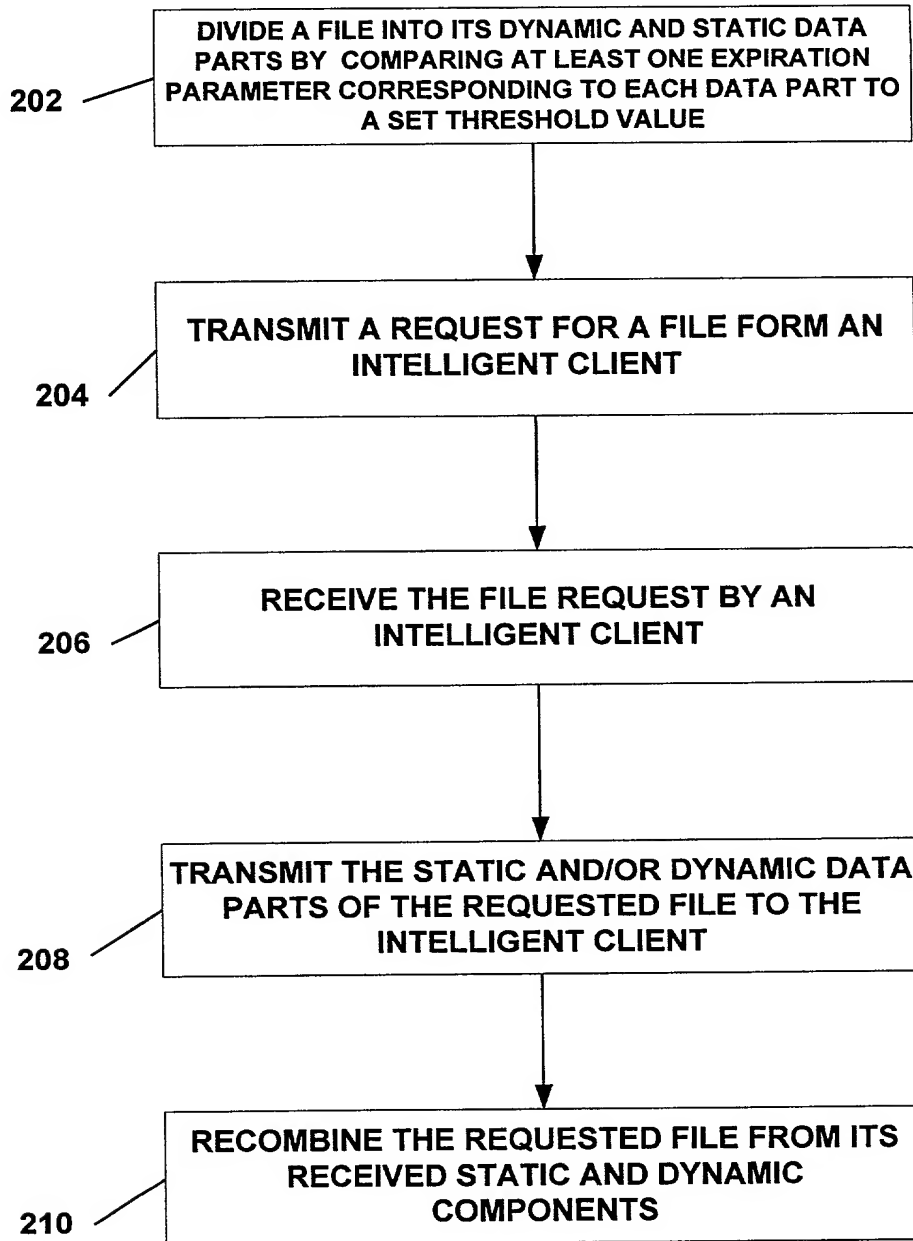 DIVIDE A FILE INTO ITS DYNAMIC AND STATIC DATA
PARTS BY COMPARING AT LEAST ONE EXPIRATION
PARAMETER CORRESPONDING TO EACH DATA PART TO
A SET THRESHOLD VALUE
202
TRANSMIT A REQUEST FOR A FILE FORM AN
INTELLIGENT CLIENT
204
RECEIVE THE FILE REQUEST BY AN
INTELLIGENT CLIENT
206
TRANSMIT THE STATIC AND/OR DYNAMIC DATA
PARTS OF THE REQUESTED FILE TO THE
INTELLIGENT CLIENT
208
RECOMBINE THE REQUESTED FILE FROM ITS
RECEIVED STATIC AND DYNAMIC
COMPONENTS
210